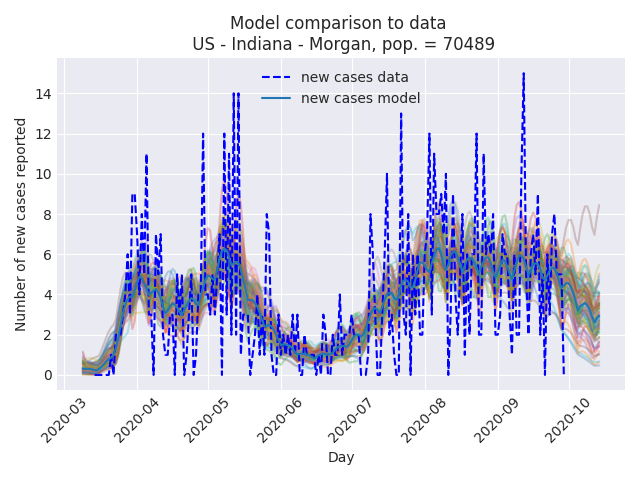 Model comparison to data
US - Indiana - Morgan, pop. = 70489
new cases data
new cases model
Number of new cases reported
14
12
10
8
6
4
2
0
2020-03
2020-04
2020-05
2020-06
2020-07
2020-08
2020-09
2020-10
Day